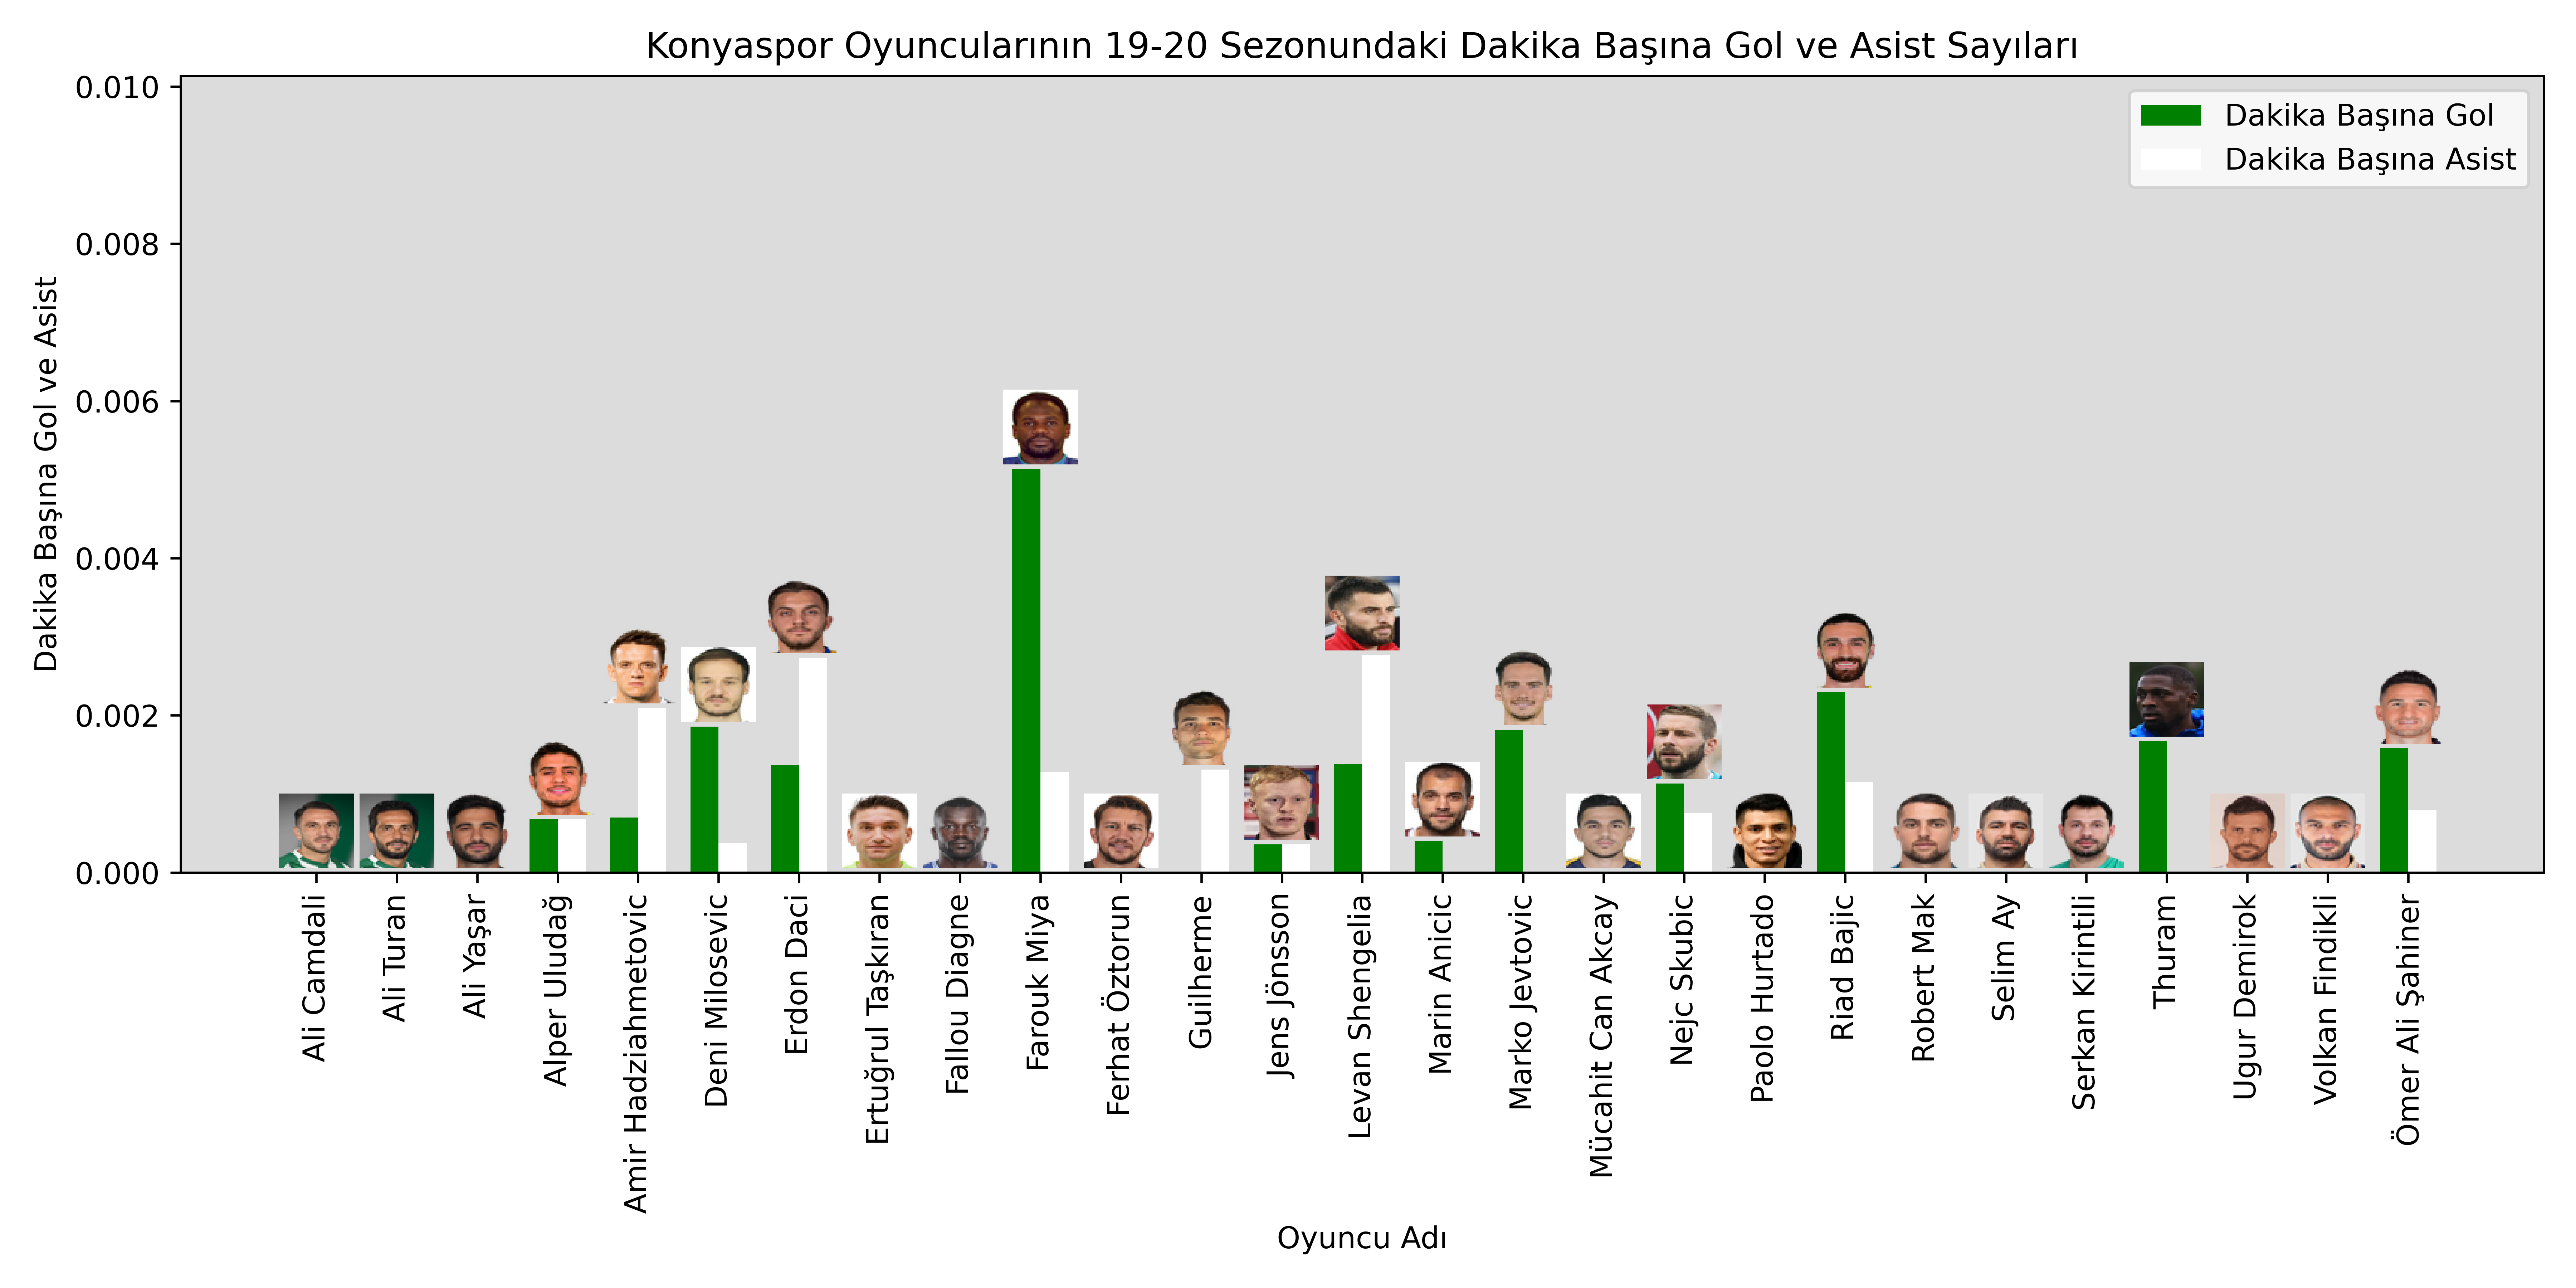 Konyaspor Oyuncularının 19-20 Sezonundaki Dakika Başına Gol ve Asist Sayıları
Dakika Başına Gol
Dakika Başına Asist
Dakika Başına Gol ve Asist
0.010
0.008
0.006
0.004
0.002
0.000
Ali Camdali
Ali Turan
Ali Yaşar
Alper Uludağ
Amir Hadziahmetovic
Deni Milosevic
Erdon Daci
Ertuğrul Taşkıran
Fallou Diagne
Farouk Miya
Ferhat Öztorun
Guilherme
Jens Jönsson
Levan Shengelia
Marin Anicic
Marko Jevtovic
Mücahit Can Akcay
Nejc Skubic
Paolo Hurtado
Riad Bajic
Robert Mak
Selim Ay
Serkan Kirintili
Thuram
Ugur Demirok
Volkan Findikli
Ömer Ali Şahiner
Oyuncu Adı